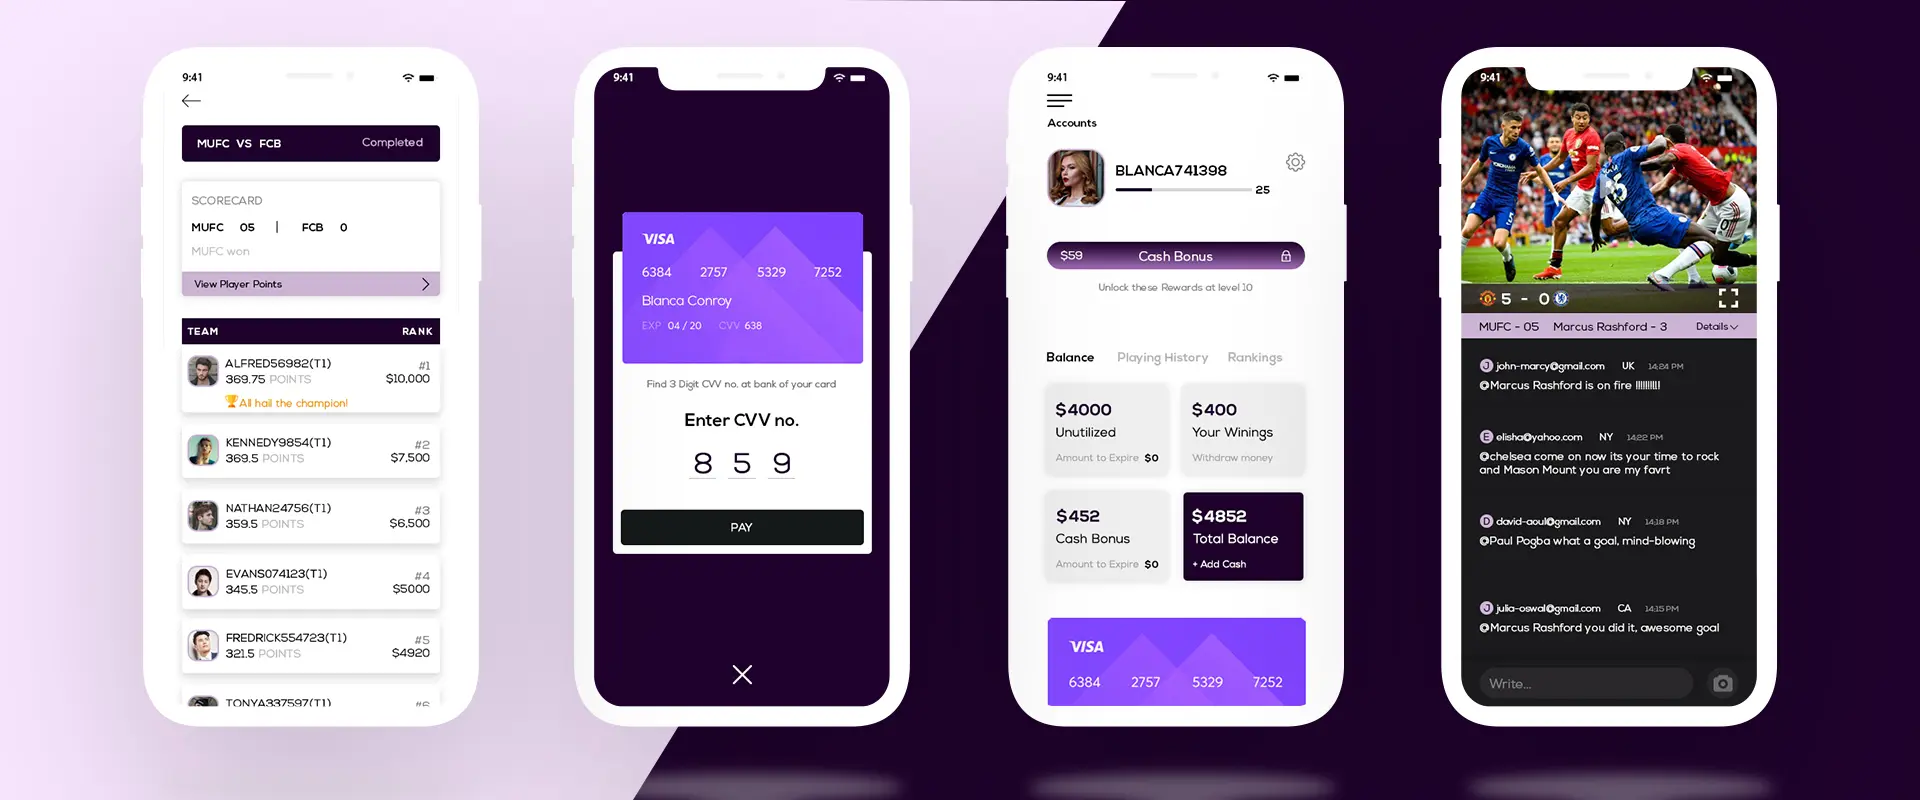 9:41
MUFC VS FCB Completed
SCORECARD
MUFC 05 | FCB 0
MUFC won
View Player Points
TEAM RANK
ALFRED56982(T1) #1
369.75 POINTS $10,000
All hail the champion!
KENNEDY9854(T1) #2
369.5 POINTS $7,500
NATHAN24756(T1) #3
359.5 POINTS $6,500
EVANS074123(T1) #4
345.5 POINTS $5000
FREDRICK554723(T1) #5
321.5 POINTS $4920
TONYA337597(T1) #6
9:41
VISA
6384 2757 5329 7252
Blanca Conroy
EXP 04 / 20 CVV 638
Find 3 Digit CVV no. at bank of your card
Enter CVV no.
8 5 9
PAY
9:41
Accounts
BLANCA741398
25
$59 Cash Bonus
Unlock these Rewards at level 10
Balance Playing History Rankings
$4000
Unutilized
Amount to Expire $0
$400
Your Winings
Withdraw money
$452
Cash Bonus
Amount to Expire $0
$4852
Total Balance
+ Add Cash
VISA
6384 2757 5329 7252
9:41
5 - 0
MUFC - 05 Marcus Rashford - 3 Details
J john-marcy@gmail.com UK 14:24 PM
@Marcus Rashford is on fire !!!!!!!!!!
E elisha@yahoo.com NY 14:22 PM
@chelsea come on now its your time to rock
and Mason Mount you are my favrt
D david-aoul@gmail.com NY 14:18 PM
@Paul Pogba what a goal, mind-blowing
J julia-oswal@gmail.com CA 14:15 PM
@Marcus Rashford you did it, awesome goal
Write...